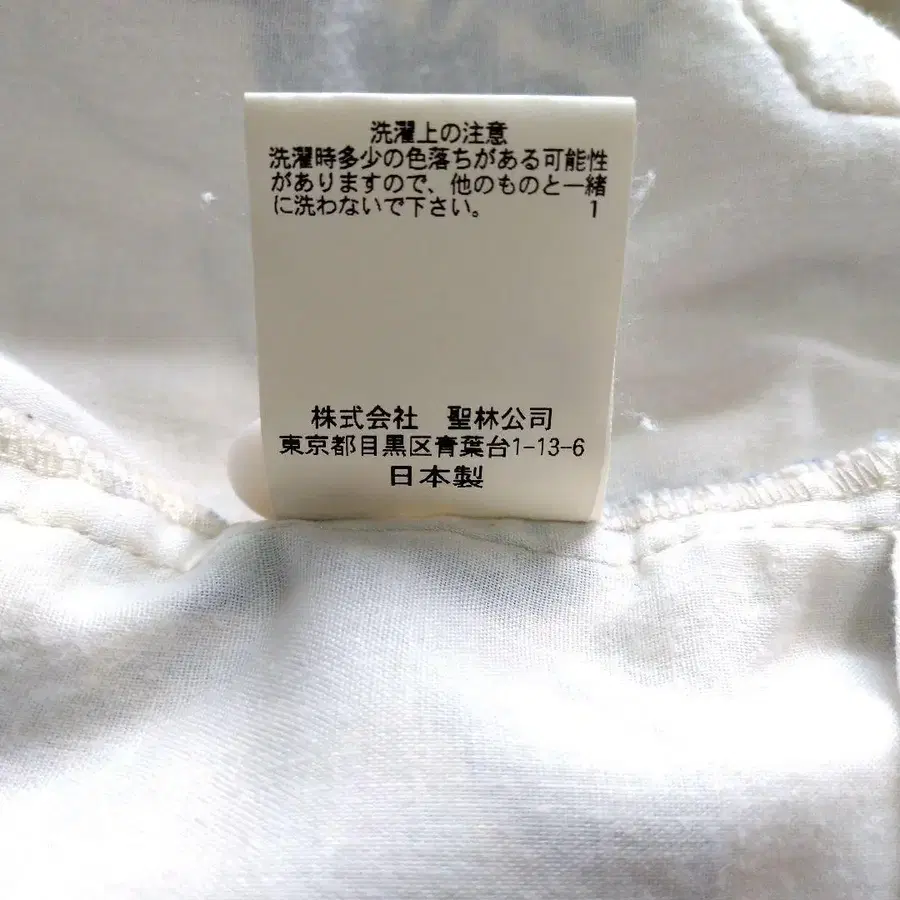 洗濯上の注意
洗濯時多少の色落ちがある可能性
がありますので、他のものと一緒
に洗わないで下さい。 1
株式会社 聖林公司
東京都目黒区青葉台1-13-6
日本製